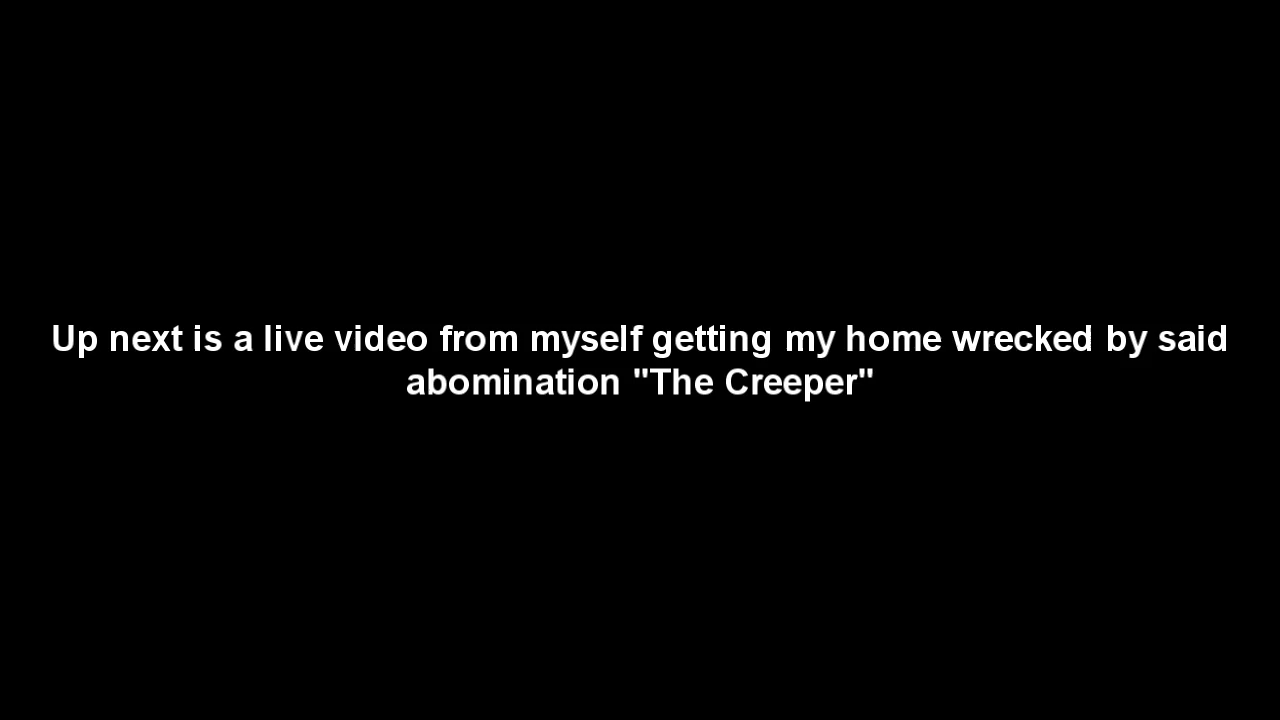 Up next is a live video from myself getting my home wrecked by said
abomination "The Creeper"